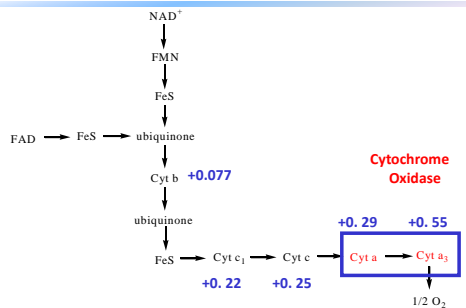 NAD+
FMN
FeS
FAD FeS ubiquinone
Cytochrome
Oxidase
Cyt b +0.077
ubiquinone
+0. 29 +0. 55
FeS Cyt c1 Cyt c Cyt a Cyt a3
+0. 22 +0. 25
1/2 O2